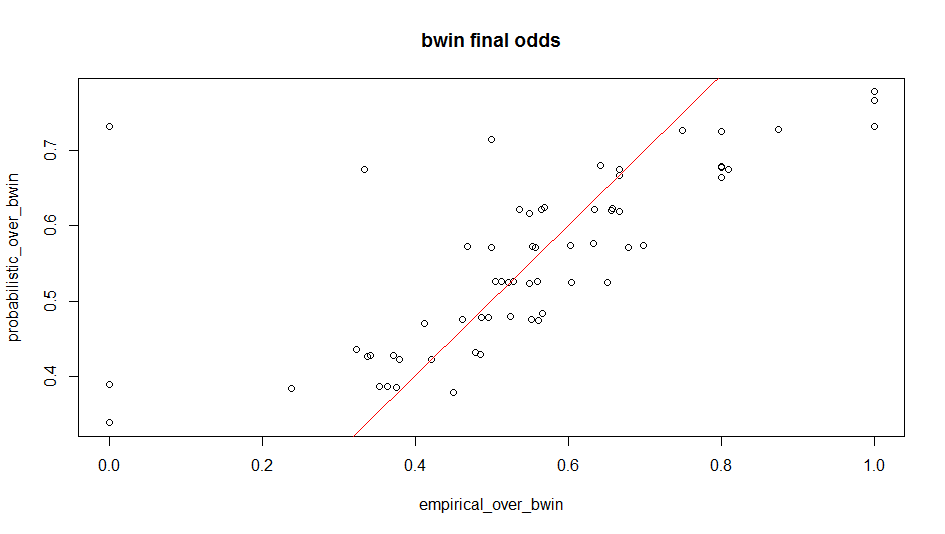 bwin final odds
probabilistic_over_bwin
0.7
0.6
0.5
0.4
0.0 0.2 0.4 0.6 0.8 1.0
empirical_over_bwin